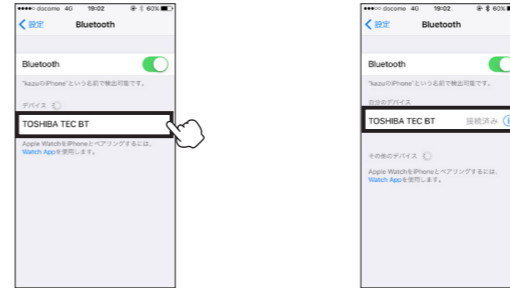 docomo 4G 19:02 60%
設定 Bluetooth
Bluetooth
"kazuのiPhone"という名前で検出可能です。
デバイス
TOSHIBA TEC BT
Apple WatchをiPhoneとペアリングするには、
Watch Appを使用します。
docomo 4G 19:02 60%
設定 Bluetooth
Bluetooth
"kazuのiPhone"という名前で検出可能です。
自分のデバイス
TOSHIBA TEC BT 接続済み
その他のデバイス
Apple WatchをiPhoneとペアリングするには、
Watch Appを使用します。